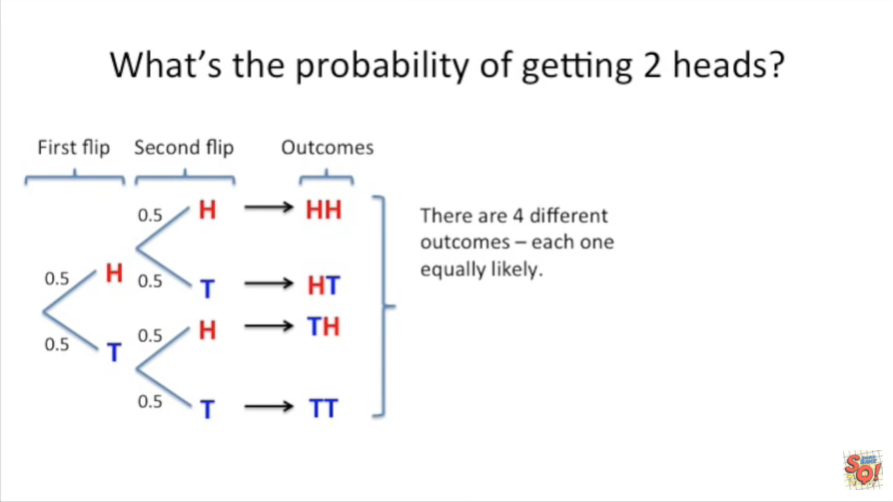 What's the probability of getting 2 heads?
First flip Second flip Outcomes
0.5 H HH
0.5 H 0.5 T HT
0.5 T 0.5 H TH
0.5 T TT
There are 4 different
outcomes – each one
equally likely.
SO!